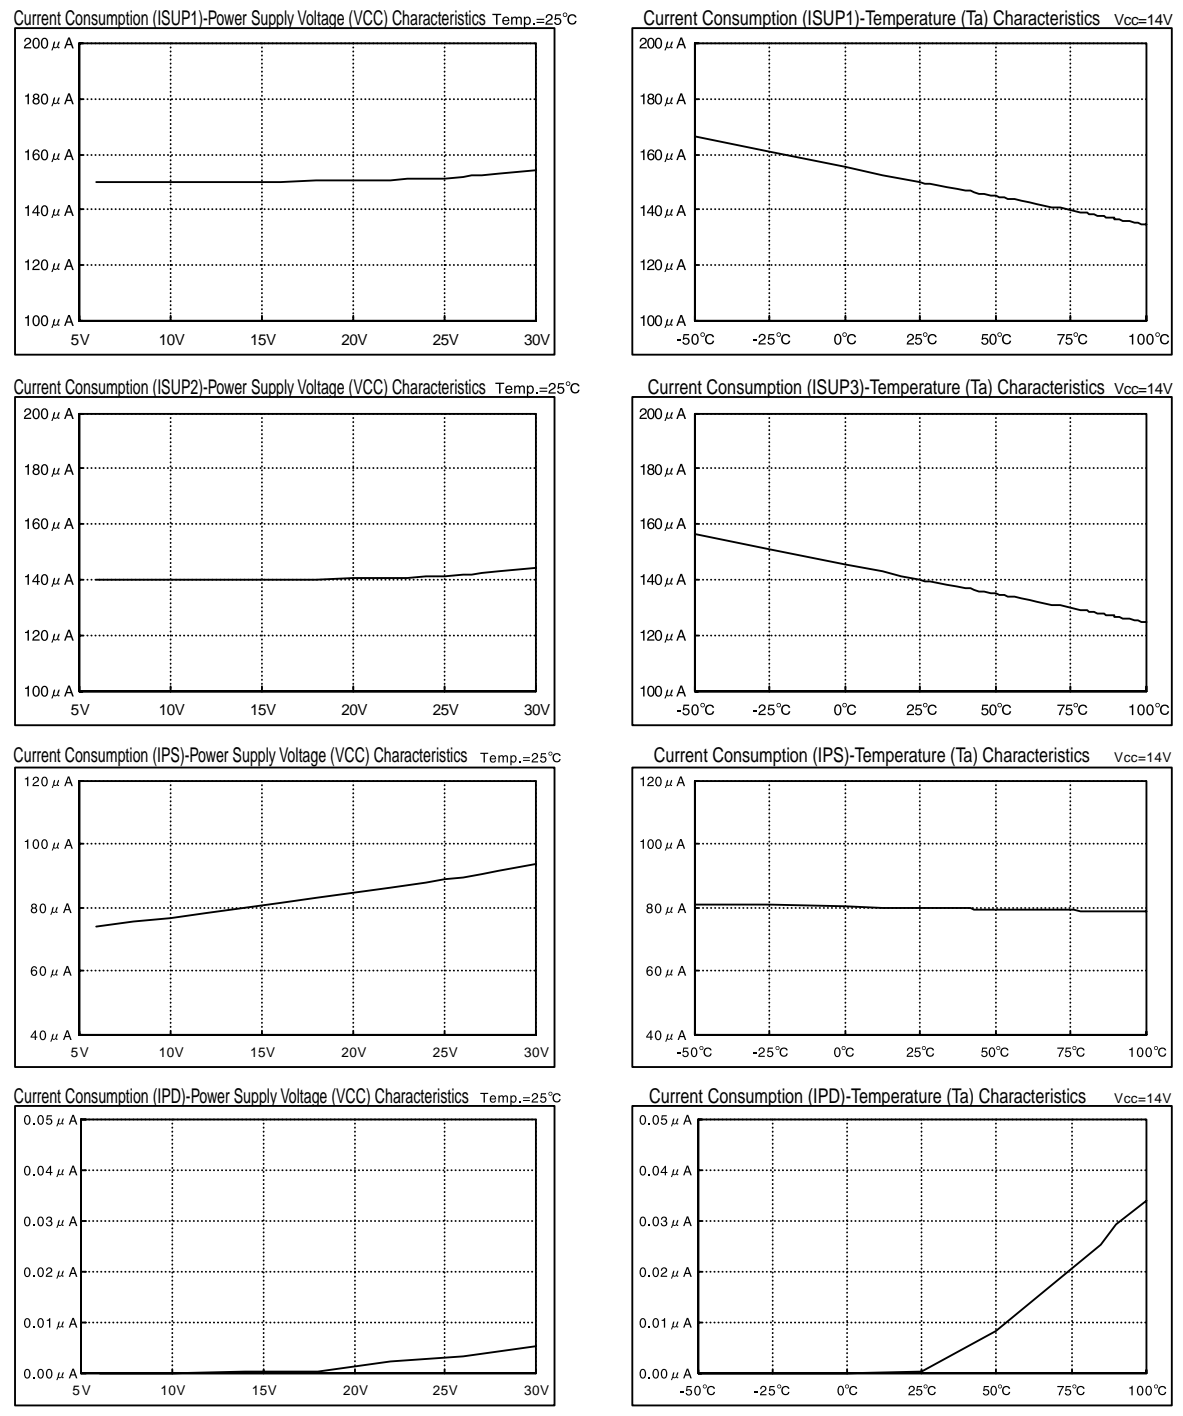 Current Consumption (ISUP1)-Power Supply Voltage (VCC) Characteristics Temp.=25℃
200 μ A
180 μ A
160 μ A
140 μ A
120 μ A
100 μ A
5V 10V 15V 20V 25V 30V
Current Consumption (ISUP1)-Temperature (Ta) Characteristics Vcc=14V
200 μ A
180 μ A
160 μ A
140 μ A
120 μ A
100 μ A
-50℃ -25℃ 0℃ 25℃ 50℃ 75℃ 100℃
Current Consumption (ISUP2)-Power Supply Voltage (VCC) Characteristics Temp.=25℃
200 μ A
180 μ A
160 μ A
140 μ A
120 μ A
100 μ A
5V 10V 15V 20V 25V 30V
Current Consumption (ISUP3)-Temperature (Ta) Characteristics Vcc=14V
200 μ A
180 μ A
160 μ A
140 μ A
120 μ A
100 μ A
-50℃ -25℃ 0℃ 25℃ 50℃ 75℃ 100℃
Current Consumption (IPS)-Power Supply Voltage (VCC) Characteristics Temp.=25℃
120 μ A
100 μ A
80 μ A
60 μ A
40 μ A
5V 10V 15V 20V 25V 30V
Current Consumption (IPS)-Temperature (Ta) Characteristics Vcc=14V
120 μ A
100 μ A
80 μ A
60 μ A
40 μ A
-50℃ -25℃ 0℃ 25℃ 50℃ 75℃ 100℃
Current Consumption (IPD)-Power Supply Voltage (VCC) Characteristics Temp.=25℃
0.05 μ A
0.04 μ A
0.03 μ A
0.02 μ A
0.01 μ A
0.00 μ A
5V 10V 15V 20V 25V 30V
Current Consumption (IPD)-Temperature (Ta) Characteristics Vcc=14V
0.05 μ A
0.04 μ A
0.03 μ A
0.02 μ A
0.01 μ A
0.00 μ A
-50℃ -25℃ 0℃ 25℃ 50℃ 75℃ 100℃